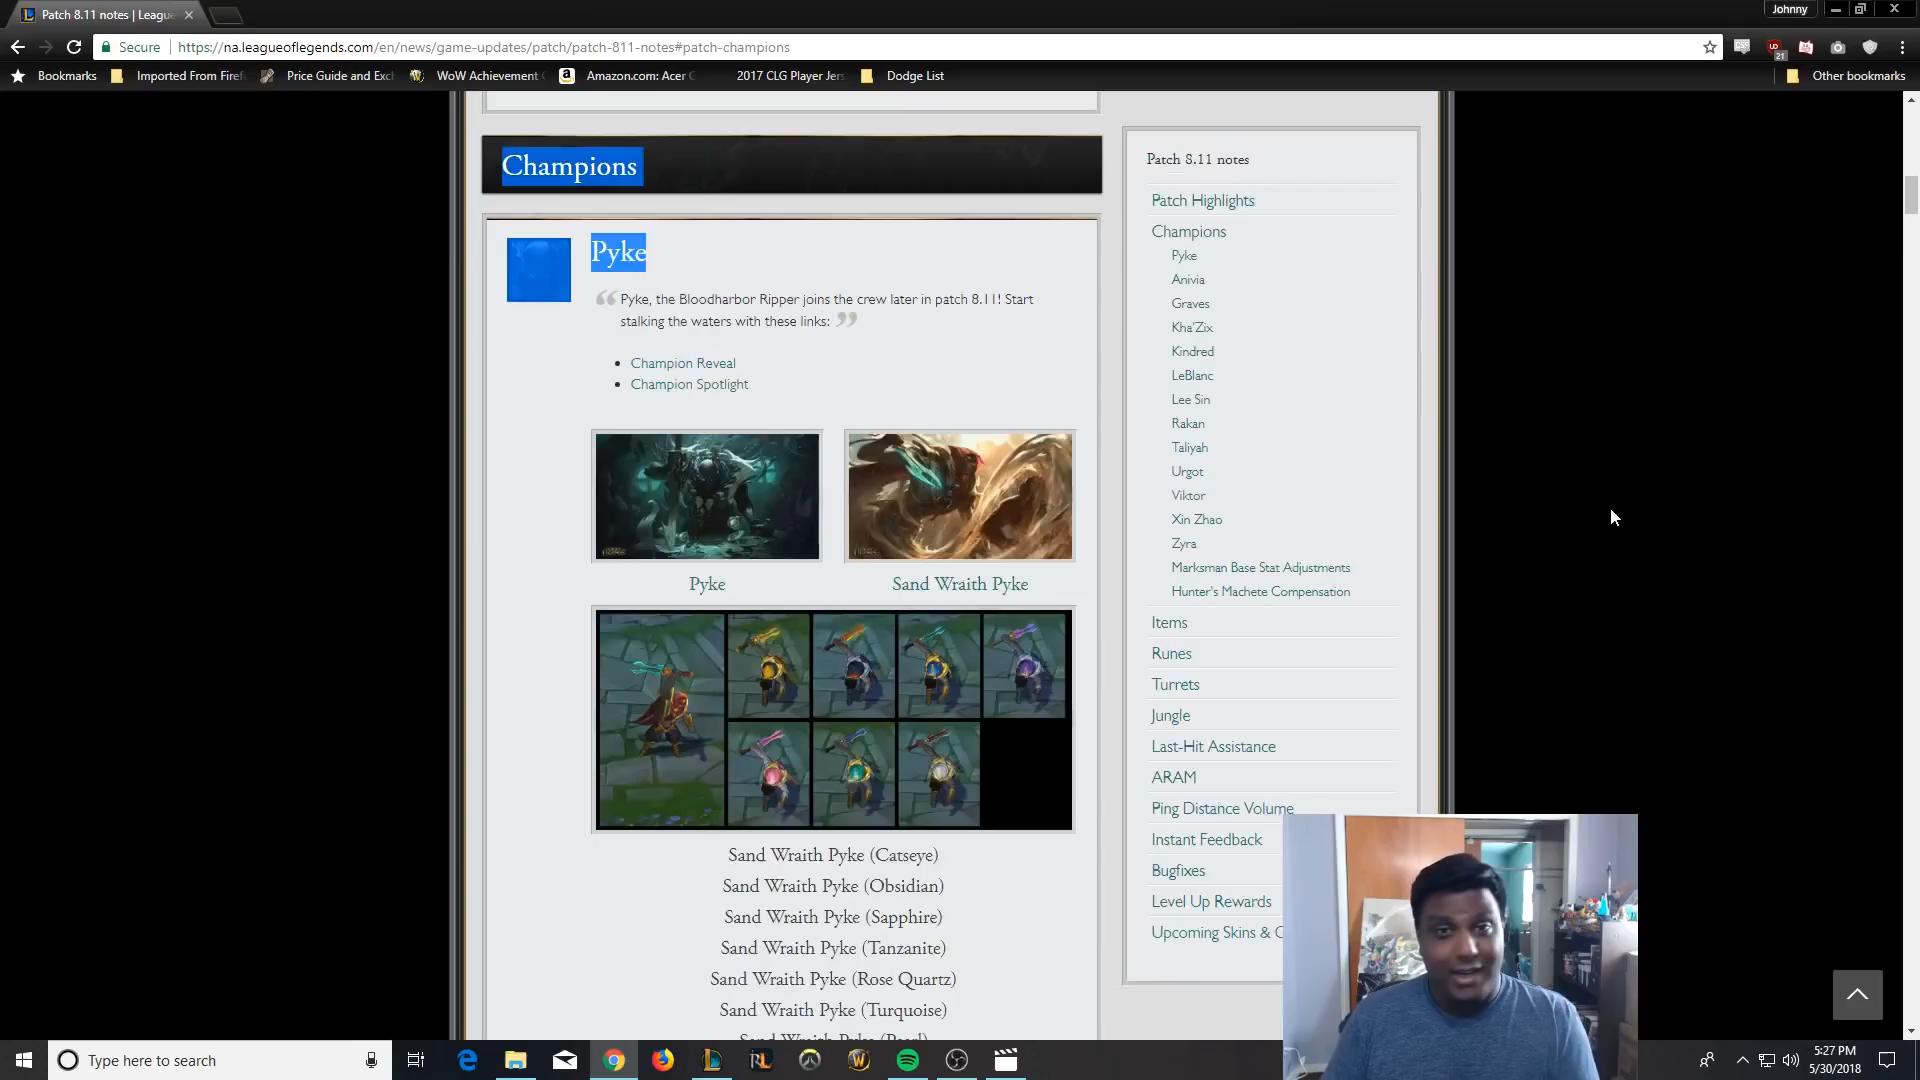 Patch 8.11 notes | League
Johnny
Secure
https://na.leagueoflegends.com/en/news/game-updates/patch/patch-811-notes#patch-champions
21
Bookmarks
Imported From Firef
Price Guide and Exc
WoW Achievement
Amazon.com: Acer
2017 CLG Player Jers
Dodge List
Other bookmarks
Champions
Pyke
Pyke, the Bloodharbor Ripper joins the crew later in patch 8.11! Start
stalking the waters with these links:
Champion Reveal
Champion Spotlight
Pyke
Sand Wraith Pyke
Sand Wraith Pyke (Catseye)
Sand Wraith Pyke (Obsidian)
Sand Wraith Pyke (Sapphire)
Sand Wraith Pyke (Tanzanite)
Sand Wraith Pyke (Rose Quartz)
Sand Wraith Pyke (Turquoise)
Sand Wraith Pyke (Pearl)
Patch 8.11 notes
Patch Highlights
Champions
Pyke
Anivia
Graves
Kha'Zix
Kindred
LeBlanc
Lee Sin
Rakan
Taliyah
Urgot
Viktor
Xin Zhao
Zyra
Marksman Base Stat Adjustments
Hunter's Machete Compensation
Items
Runes
Turrets
Jungle
Last-Hit Assistance
ARAM
Ping Distance Volume
Instant Feedback
Bugfixes
Level Up Rewards
Upcoming Skins & C
Type here to search
RL
5:27 PM
5/30/2018